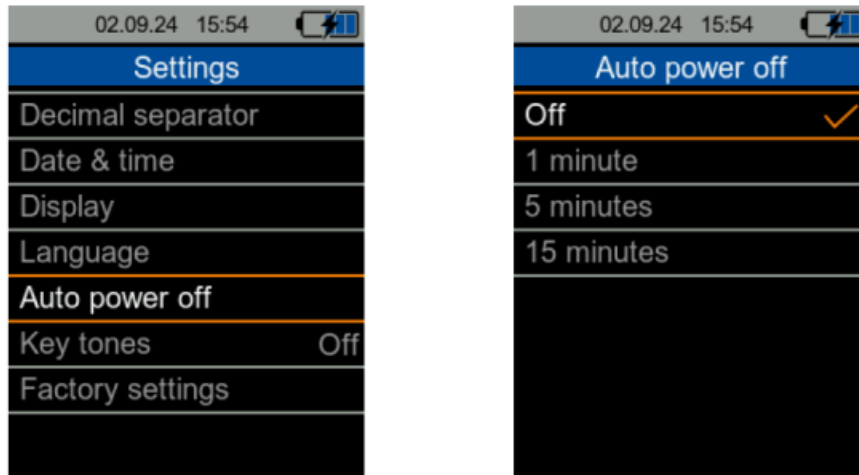 02.09.24 15:54
Settings
Decimal separator
Date & time
Display
Language
Auto power off
Key tones Off
Factory settings
02.09.24 15:54
Auto power off
Off
1 minute
5 minutes
15 minutes